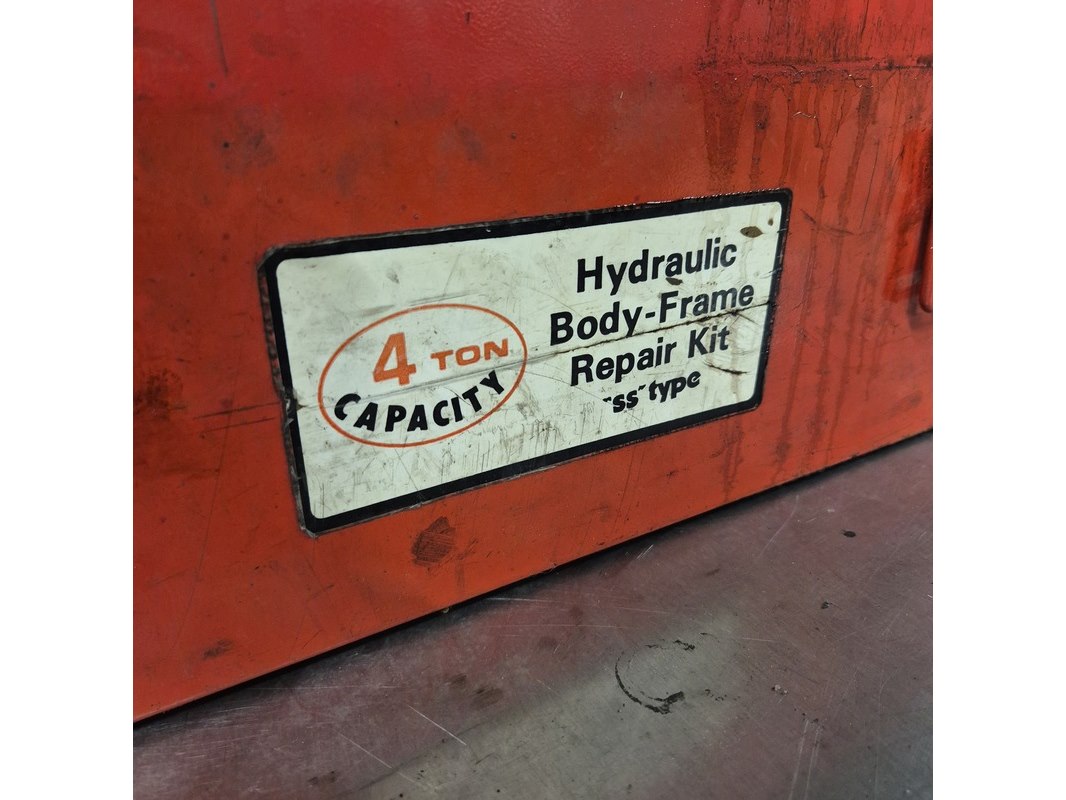 4 TON
CAPACITY
Hydraulic
Body-Frame
Repair Kit
"ss" type